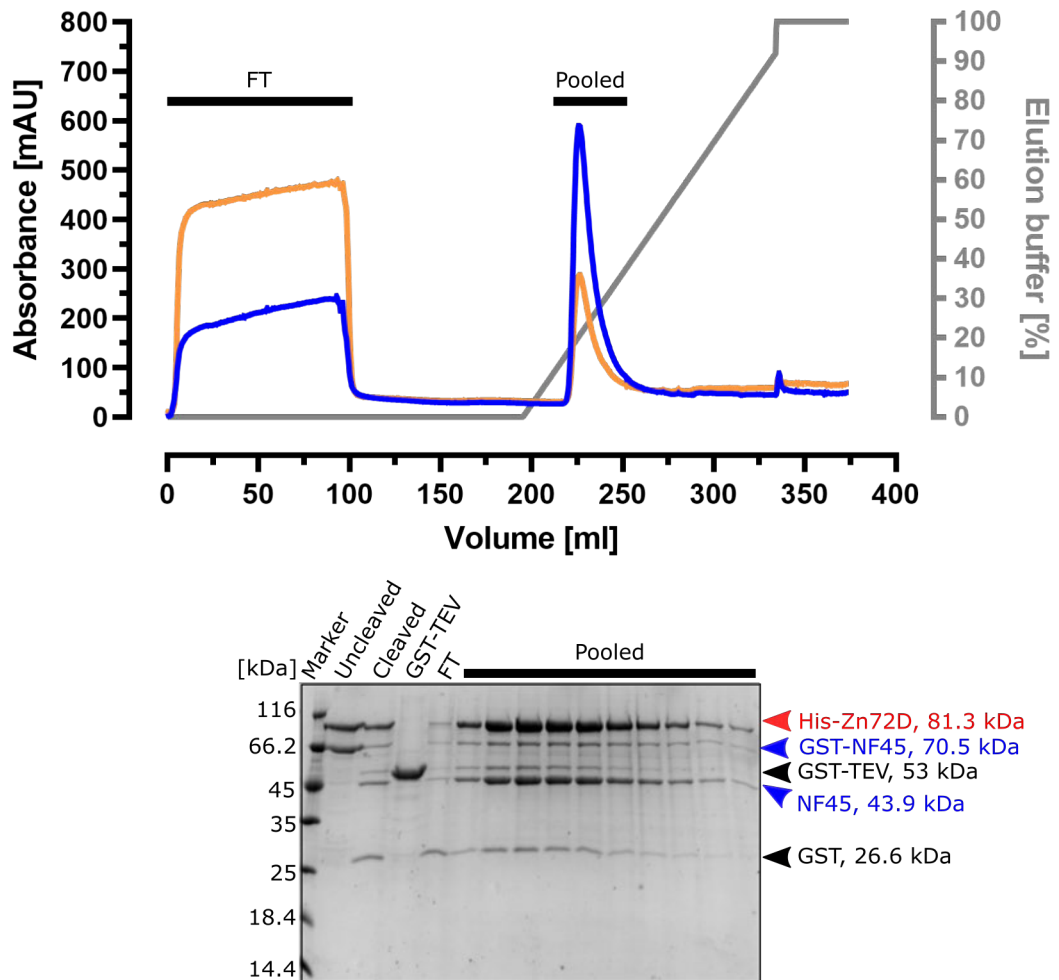 800
700
600
500
400
300
200
100
0
Absorbance [mAU]
FT
Pooled
100
90
80
70
60
50
40
30
20
10
0
Elution buffer [%]
0 50 100 150 200 250 300 350 400
Volume [ml]
[kDa]
Marker
Uncleaved
Cleaved
GST-TEV
FT
Pooled
116
66.2
45
35
25
18.4
14.4
His-Zn72D, 81.3 kDa
GST-NF45, 70.5 kDa
GST-TEV, 53 kDa
NF45, 43.9 kDa
GST, 26.6 kDa